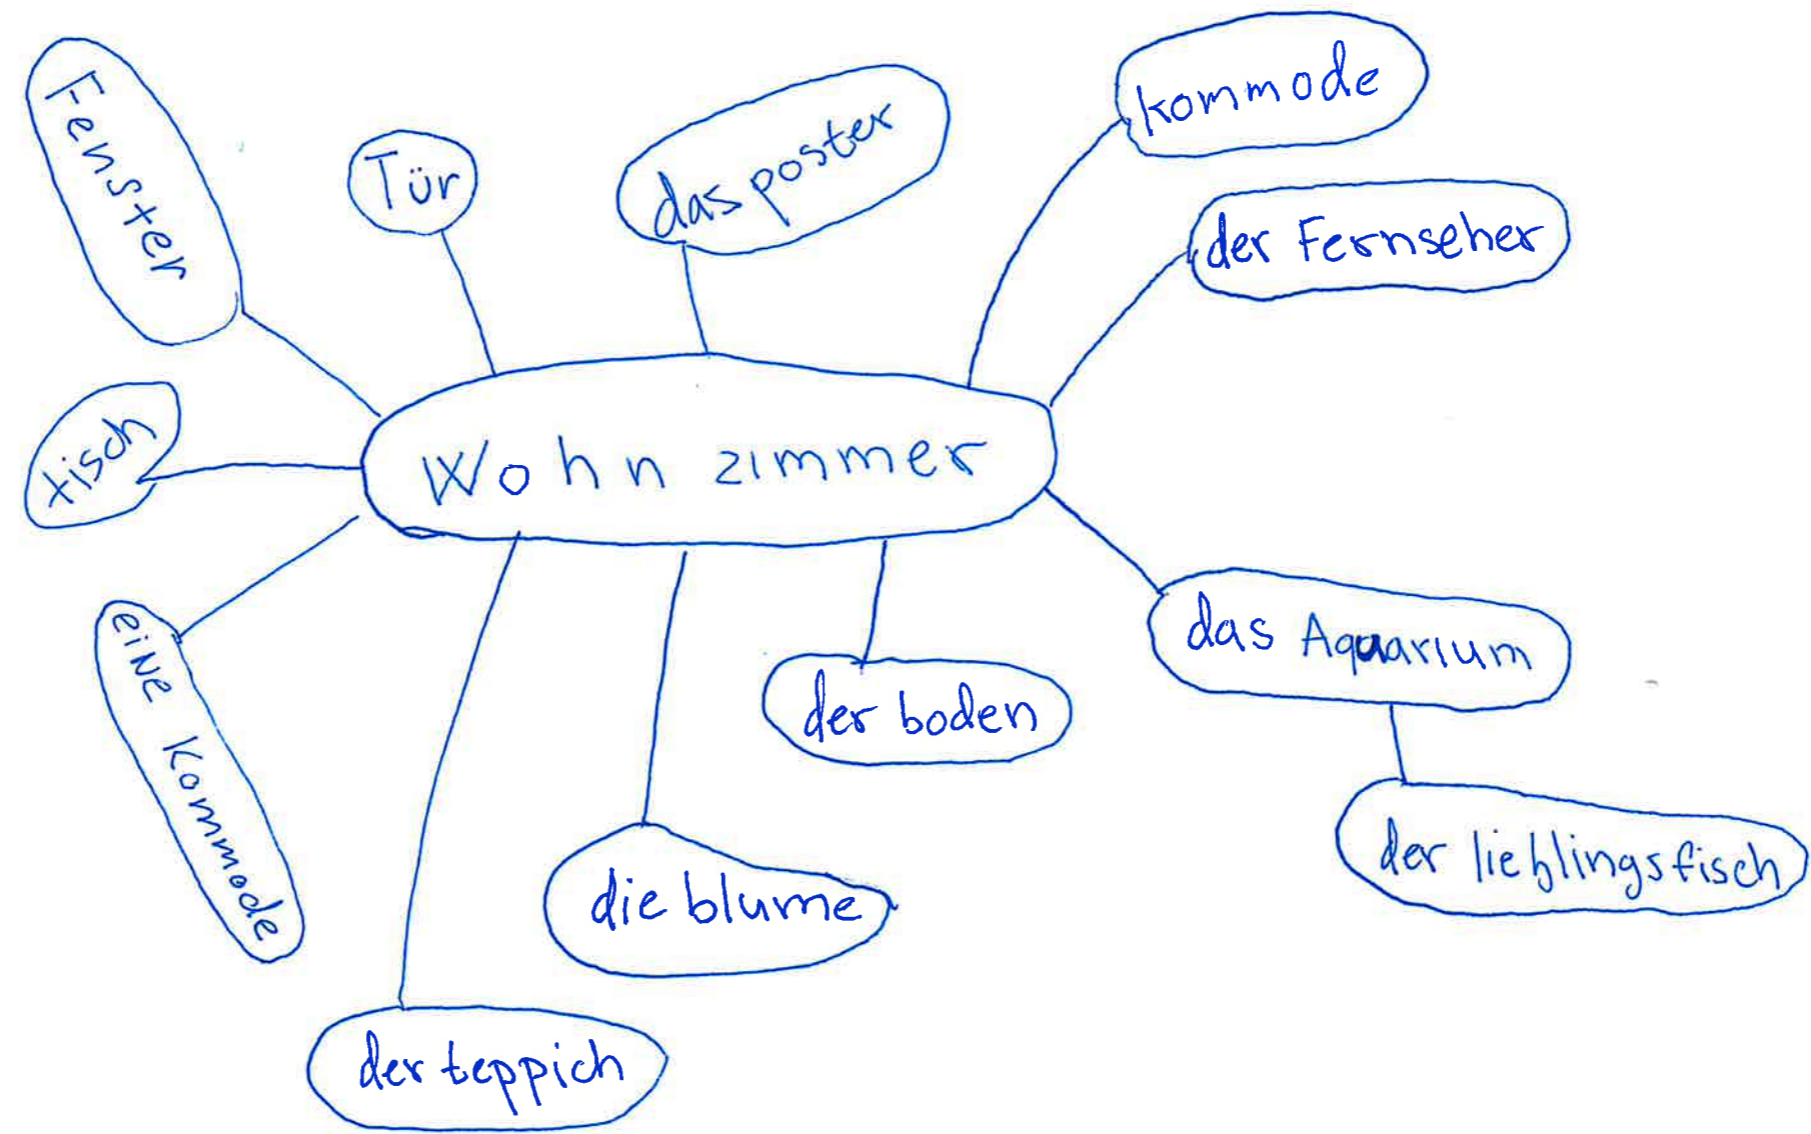 Fenster
Tür
das poster
kommode
der Fernseher
tisch
Wohn zimmer
eine Kommode
der boden
das Aquarium
die blume
der lieblingsfisch
der teppich